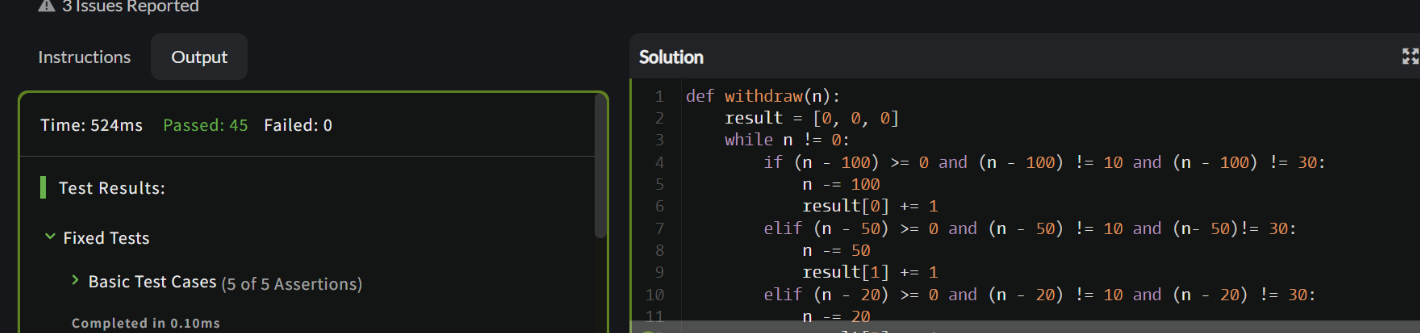 3 Issues Reported
Instructions
Output
Time: 524ms Passed: 45 Failed: 0
Test Results:
Fixed Tests
Basic Test Cases (5 of 5 Assertions)
Completed in 0.10ms
Solution
1 def withdraw(n):
2     result = [0, 0, 0]
3     while n != 0:
4         if (n - 100) >= 0 and (n - 100) != 10 and (n - 100) != 30:
5             n -= 100
6             result[0] += 1
7         elif (n - 50) >= 0 and (n - 50) != 10 and (n- 50)!= 30:
8             n -= 50
9             result[1] += 1
10         elif (n - 20) >= 0 and (n - 20) != 10 and (n - 20) != 30:
11             n -= 20